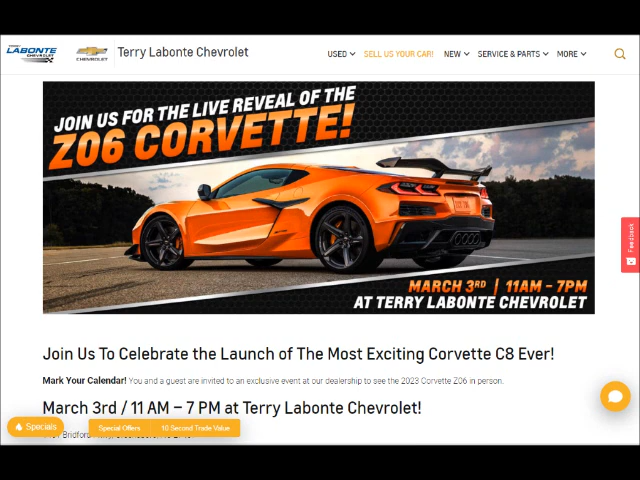 TERRY
LABONTE
CHEVROLET
CHEVROLET
Terry Labonte Chevrolet
USED
SELL US YOUR CAR!
NEW
SERVICE & PARTS
MORE
JOIN US FOR THE LIVE REVEAL OF THE
Z06 CORVETTE!
MARCH 3RD | 11AM - 7PM
AT TERRY LABONTE CHEVROLET
Feedback
Join Us To Celebrate the Launch of The Most Exciting Corvette C8 Ever!
Mark Your Calendar! You and a guest are invited to an exclusive event at our dealership to see the 2023 Corvette Z06 in person.
March 3rd / 11 AM – 7 PM at Terry Labonte Chevrolet!
Specials
Special Offers
10 Second Trade Value
Bridford